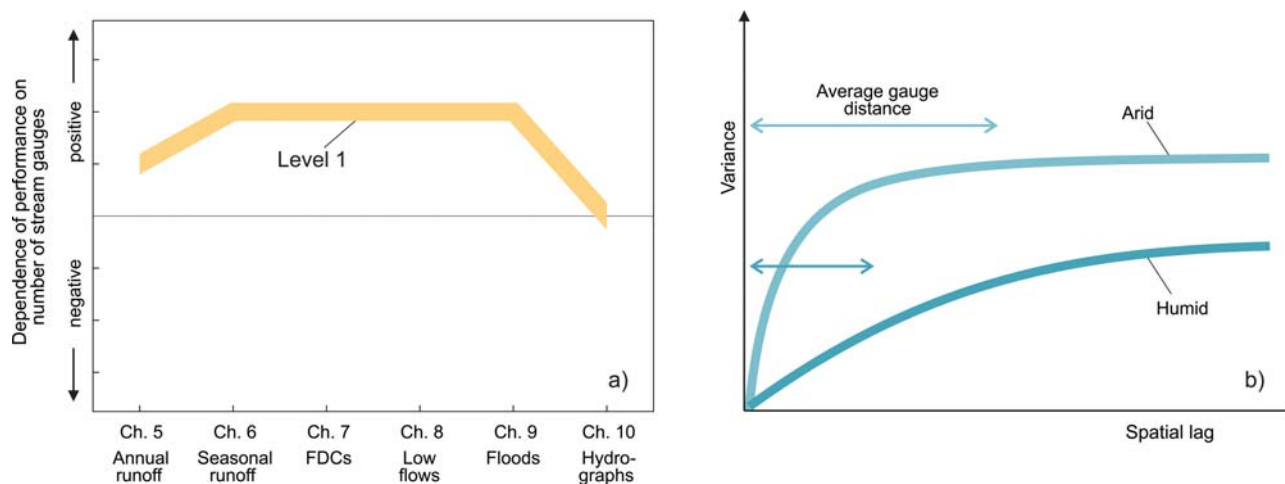 Dependence of performance on
number of stream gauges
positive
negative
Level 1
a)
Ch. 5
Ch. 6
Ch. 7
Ch. 8
Ch. 9
Ch. 10
Annual
runoff
Seasonal
runoff
FDCs
Low
flows
Floods
Hydro-
graphs
Variance
Average gauge
distance
Arid
Humid
b)
Spatial lag